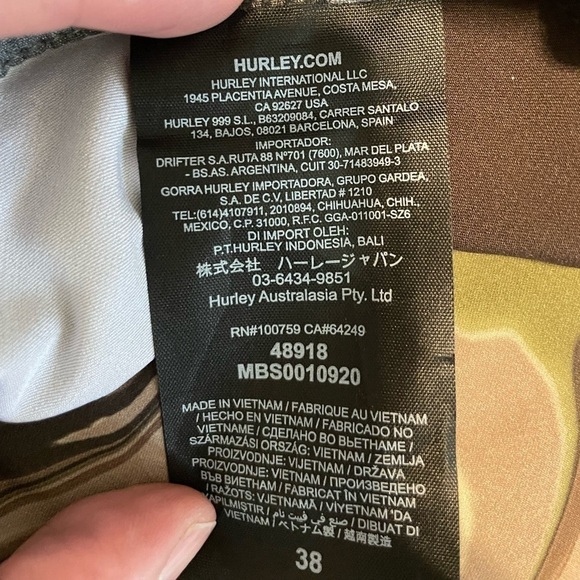 HURLEY.COM
HURLEY INTERNATIONAL LLC
1945 PLACENTIA AVENUE, COSTA MESA,
CA 92627 USA
HURLEY 999 S.L., B63209084, CARRER SANTALO
134, BAJOS, 08021 BARCELONA, SPAIN
IMPORTADOR:
DRIFTER S.A.RUTA 88 Nº701 (7600), MAR DEL PLATA
- BS.AS. ARGENTINA, CUIT 30-71483949-3
GORRA HURLEY IMPORTADORA, GRUPO GARDEA,
S.A. DE C.V, LIBERTAD # 1210
TEL:(614)4107911, 2010894, CHIHUAHUA, CHIH.,
MEXICO, C.P. 31000, R.F.C. GGA-011001-SZ6
DI IMPORT OLEH:
P.T.HURLEY INDONESIA, BALI
株式会社 ハーレージャパン
03-6434-9851
Hurley Australasia Pty. Ltd
RN#100759 CA#64249
48918
MBS0010920
MADE IN VIETNAM / FABRIQUE AU VIETNAM
/ HECHO EN VIETNAM / FABRICADO NO
VIETNAME / СДЕЛАНО ВО ВЬЕТНАМЕ /
SZÁRMAZÁSI ORSZÁG: VIETNAM / ZEMLJA
PROIZVODNJE: VIJETNAM / DRŽAVA
PROIZVODNJE: VIETNAM / ПРОИЗВЕДЕНО
ВЪВ ВИЕТНАМ / FABRICAT ÎN VIETNAM
/ RAŽOTS: VJETNAMĀ / VİYETNAM 'DA
YAPILMIŞTIR / صنع في فيت نام / DIBUAT DI
VIETNAM / ベトナム製 / 越南製造
38